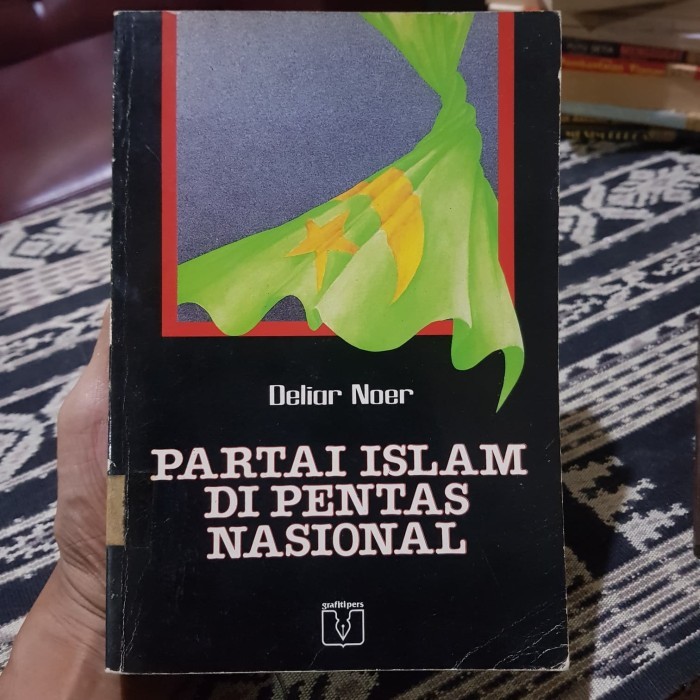 Deliar Noer
PARTAI ISLAM
DI PENTAS
NASIONAL
grafitipers